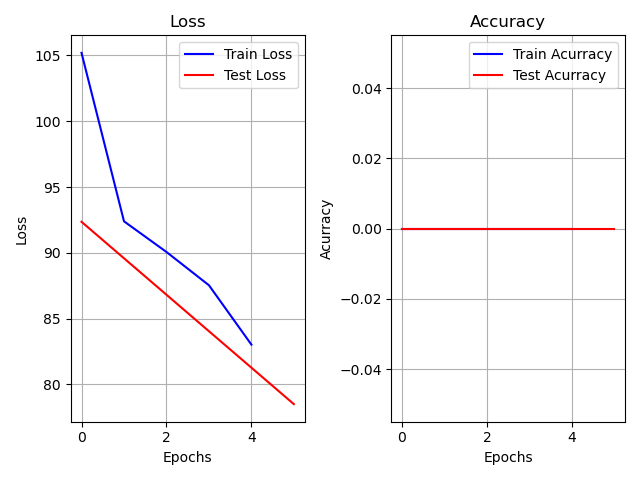 Loss
Train Loss
Test Loss
105
100
95
90
85
80
Loss
0
2
4
Epochs
Accuracy
Train Acurracy
Test Acurracy
0.04
0.02
0.00
−0.02
−0.04
Acurracy
0
2
4
Epochs